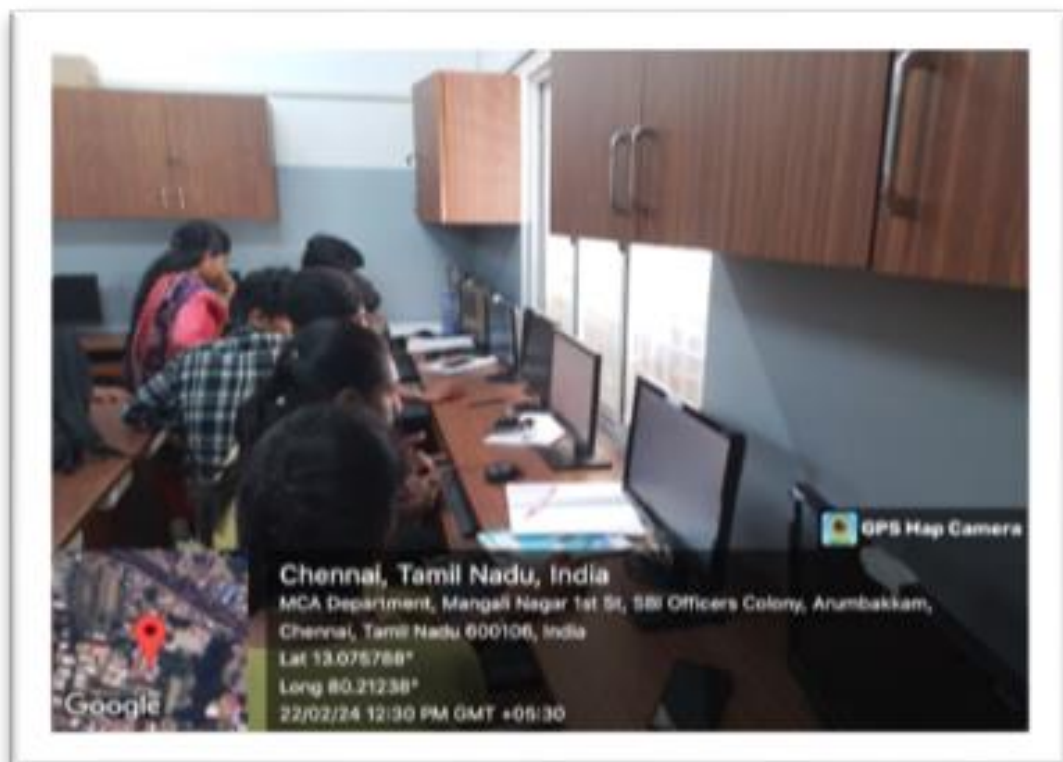 GPS Map Camera
Chennai, Tamil Nadu, India
MCA Department, Mangali Nagar 1st St, SBI Officers Colony, Arumbakkam,
Chennai, Tamil Nadu 600106, India
Lat 13.075788°
Long 80.21238°
22/02/24 12:30 PM GMT +05:30
Google